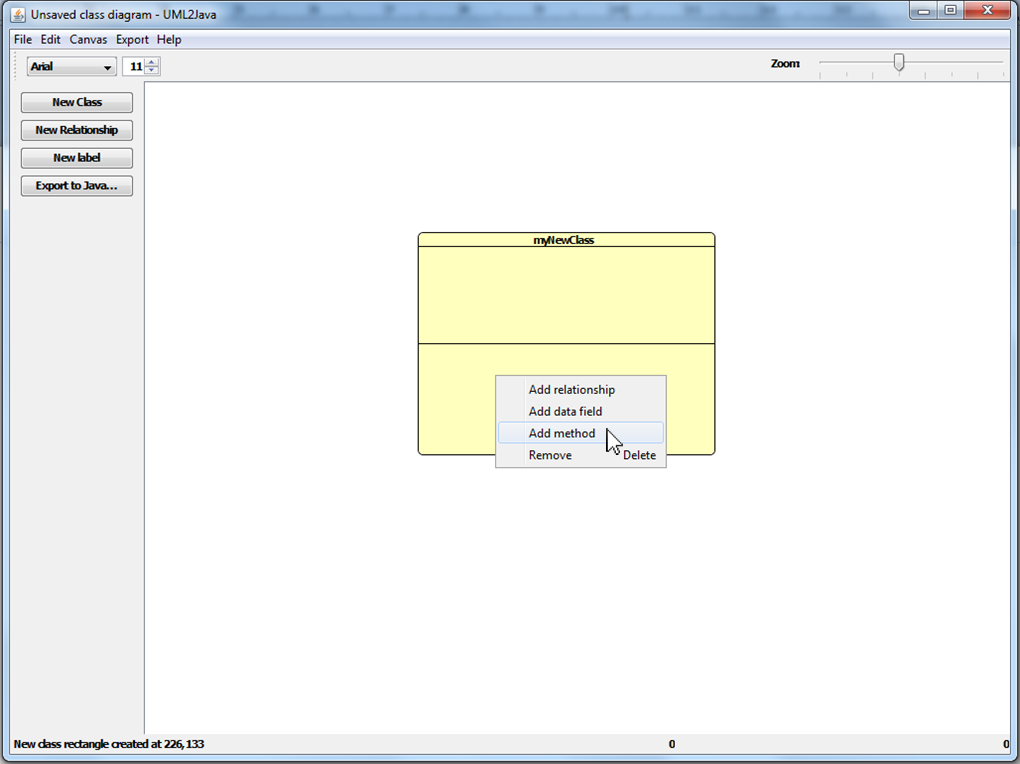 Unsaved class diagram - UML2Java
File Edit Canvas Export Help
Arial 11 Zoom
New Class
New Relationship
New label
Export to Java...
myNewClass
Add relationship
Add data field
Add method
Remove Delete
New class rectangle created at 226,133 0 0